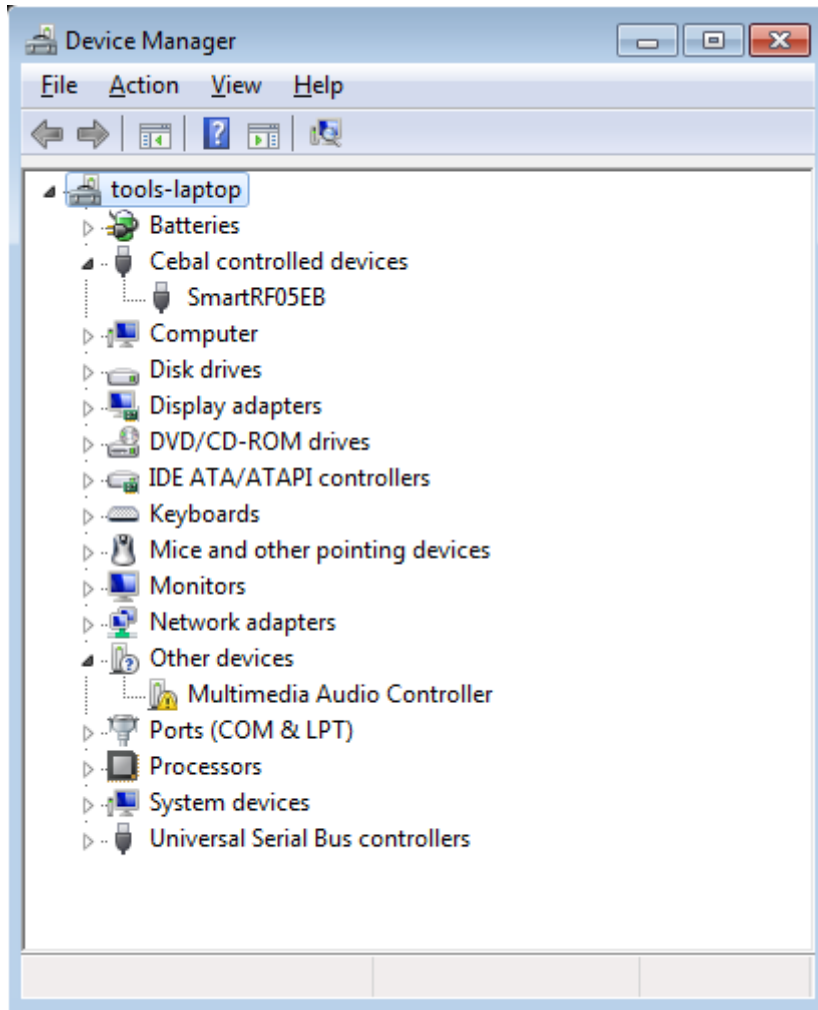 Device Manager
File Action View Help
tools-laptop
Batteries
Cebal controlled devices
SmartRF05EB
Computer
Disk drives
Display adapters
DVD/CD-ROM drives
IDE ATA/ATAPI controllers
Keyboards
Mice and other pointing devices
Monitors
Network adapters
Other devices
Multimedia Audio Controller
Ports (COM & LPT)
Processors
System devices
Universal Serial Bus controllers